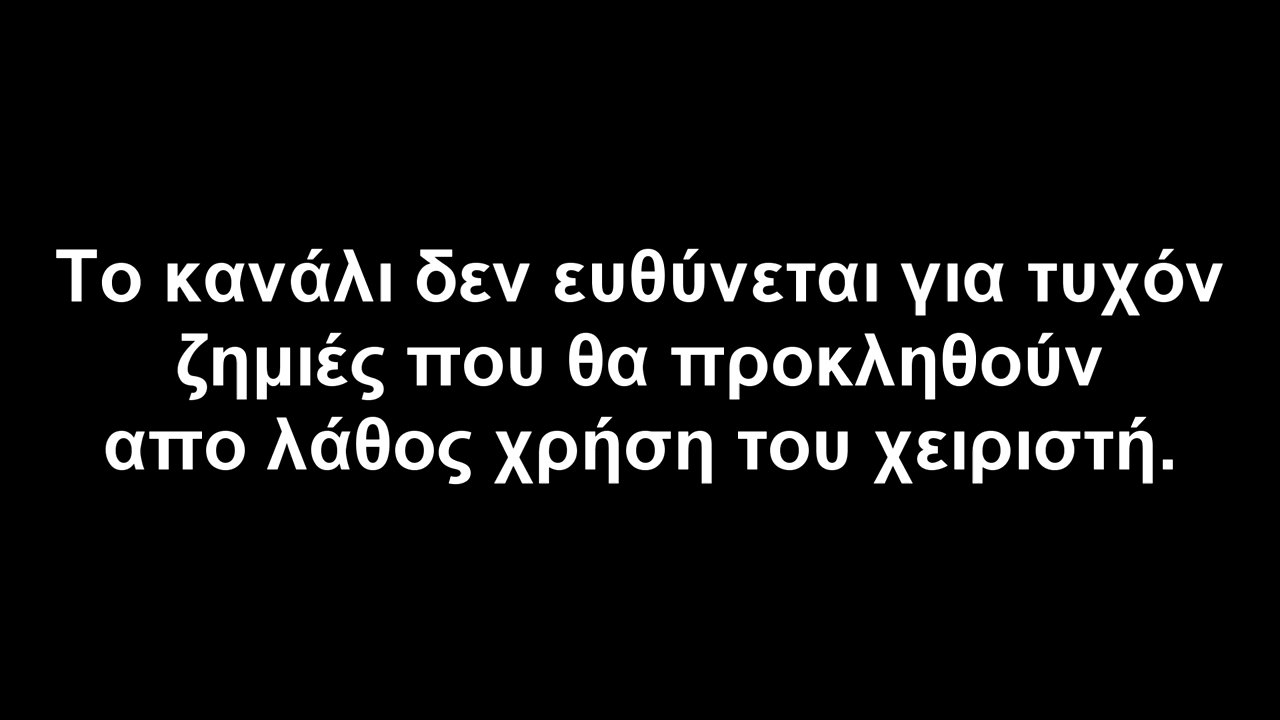 Το κανάλι δεν ευθύνεται για τυχόν
ζημιές που θα προκληθούν
απο λάθος χρήση του χειριστή.